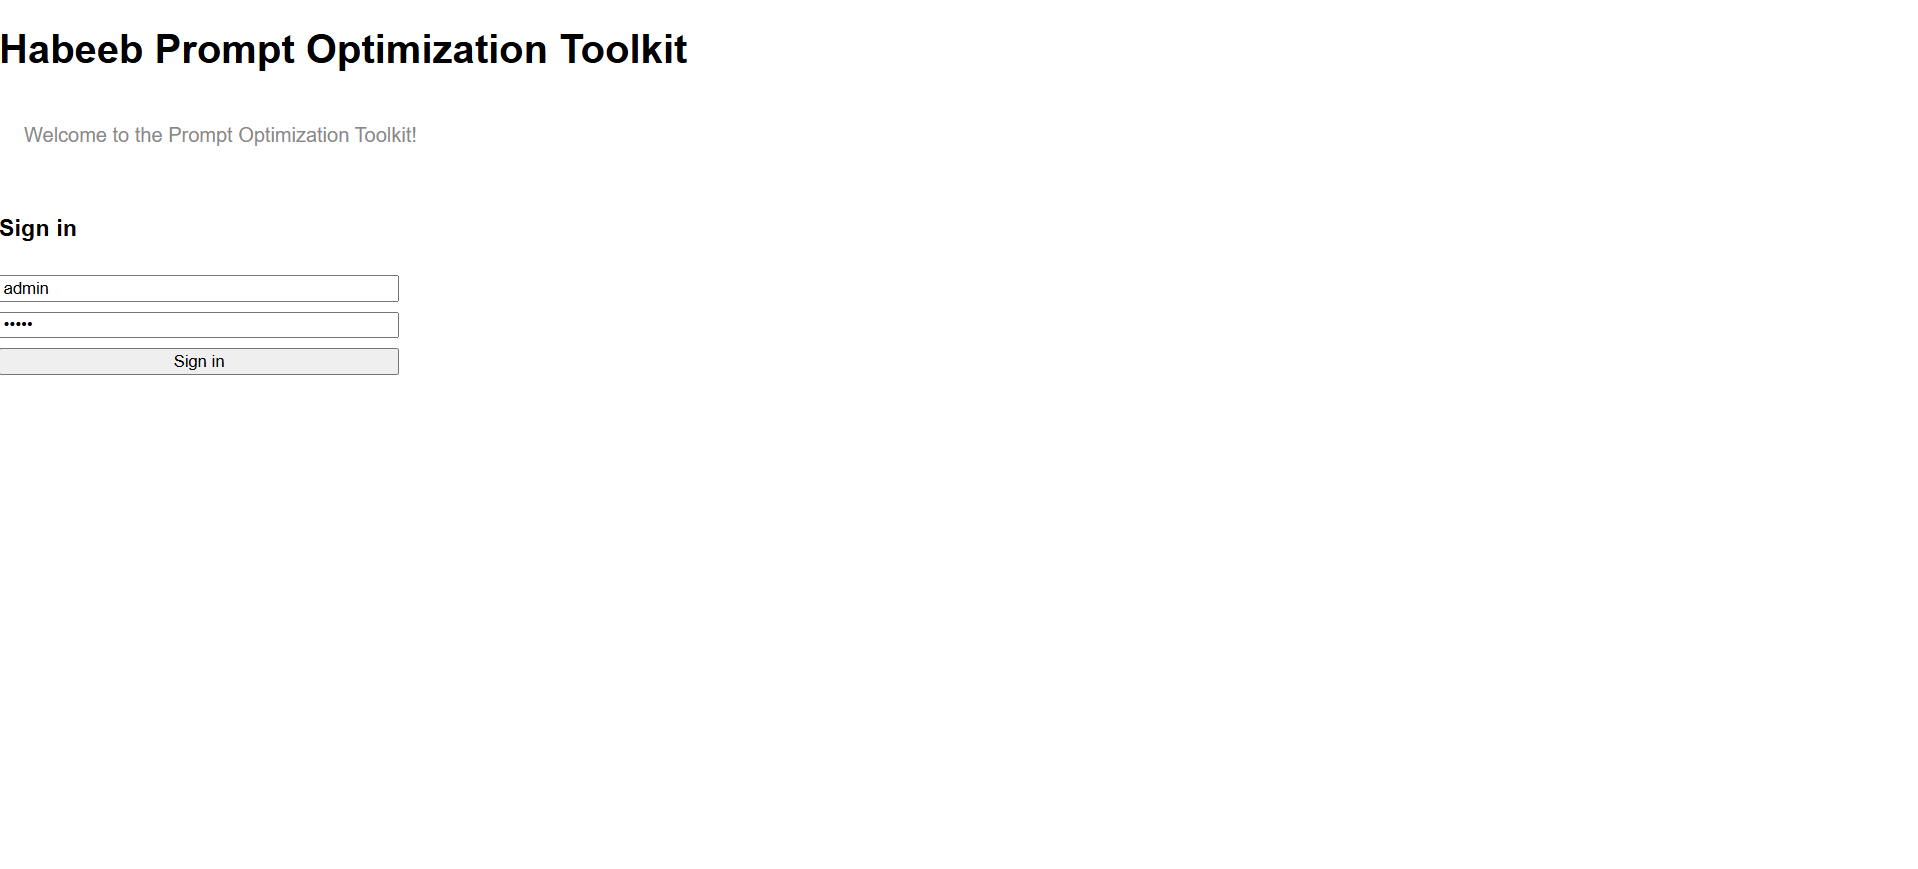 Habeeb Prompt Optimization Toolkit
Welcome to the Prompt Optimization Toolkit!
Sign in
admin
•••••
Sign in